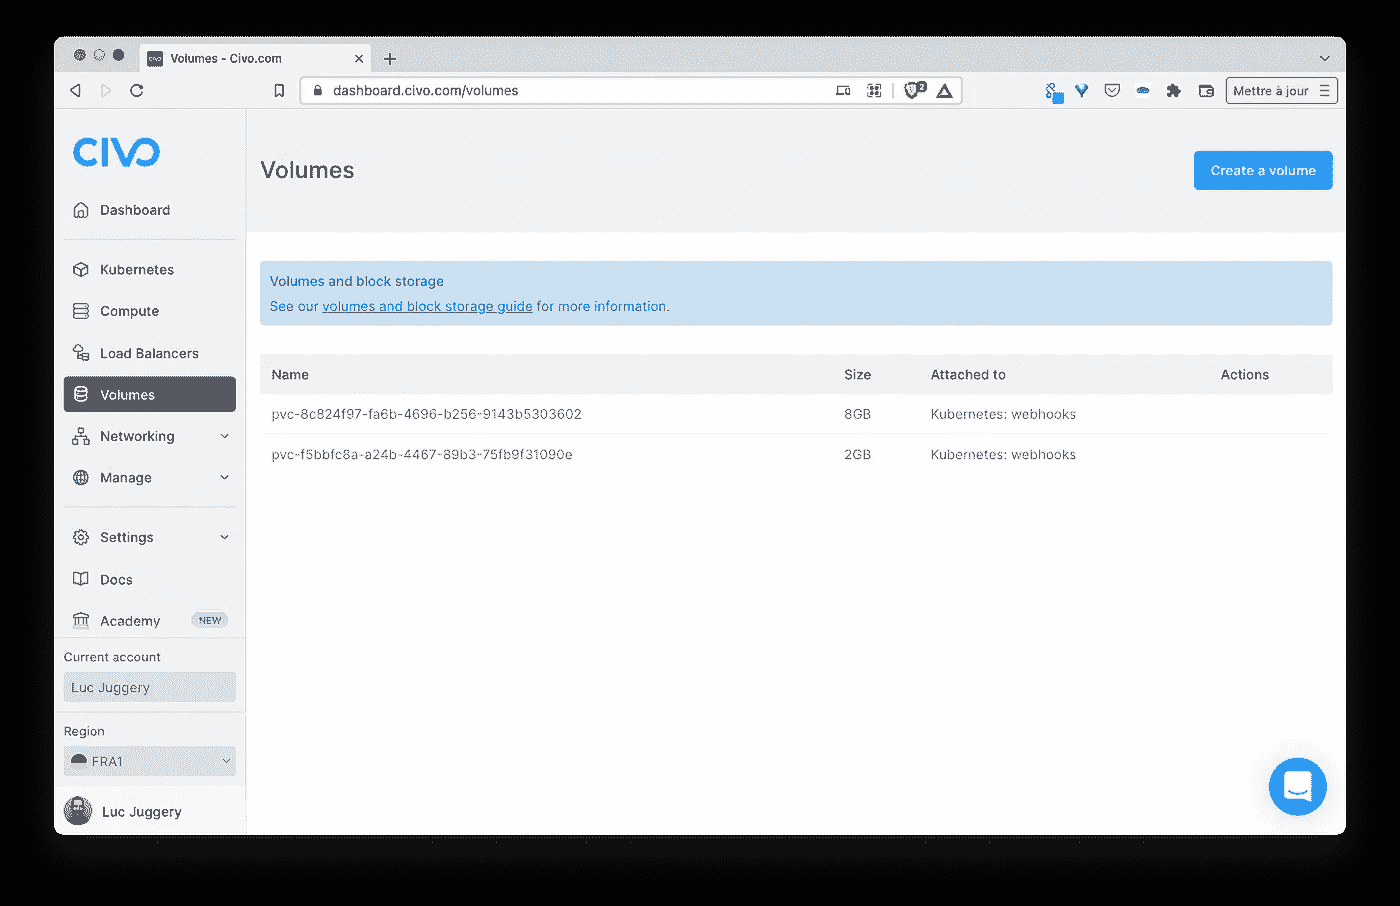 Volumes - Civo.com
dashboard.civo.com/volumes
2
Mettre à jour
CIVO
Dashboard
Kubernetes
Compute
Load Balancers
Volumes
Networking
Manage
Settings
Docs
Academy NEW
Current account
Luc Juggery
Region
FRA1
Luc Juggery
Volumes
Create a volume
Volumes and block storage
See our volumes and block storage guide for more information.
Name Size Attached to Actions
pvc-8c824f97-fa6b-4696-b256-9143b5303602 8GB Kubernetes: webhooks
pvc-f5bbfc8a-a24b-4467-89b3-75fb9f31090e 2GB Kubernetes: webhooks